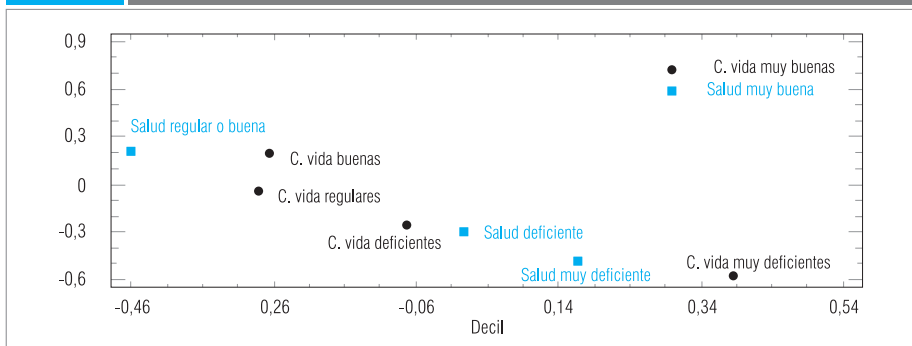 0,9
C. vida muy buenas
0,6
Salud muy buena
Salud regular o buena
0,3
C. vida buenas
0
C. vida regulares
-0,3
Salud deficiente
C. vida deficientes
C. vida muy deficientes
Salud muy deficiente
-0,6
-0,46 0,26 -0,06 0,14 0,34 0,54
Decil